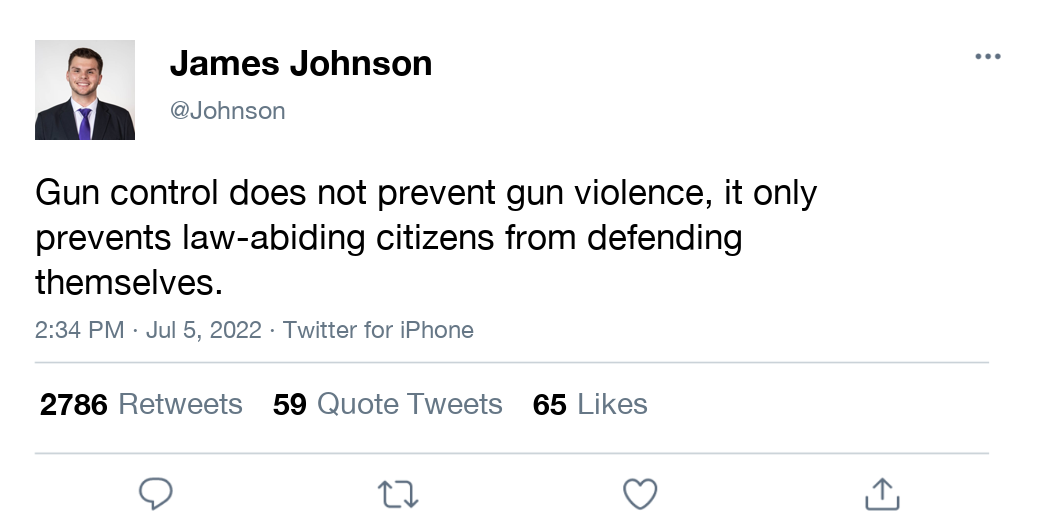 James Johnson
@Johnson
Gun control does not prevent gun violence, it only
prevents law-abiding citizens from defending
themselves.
2:34 PM · Jul 5, 2022 · Twitter for iPhone
2786 Retweets 59 Quote Tweets 65 Likes